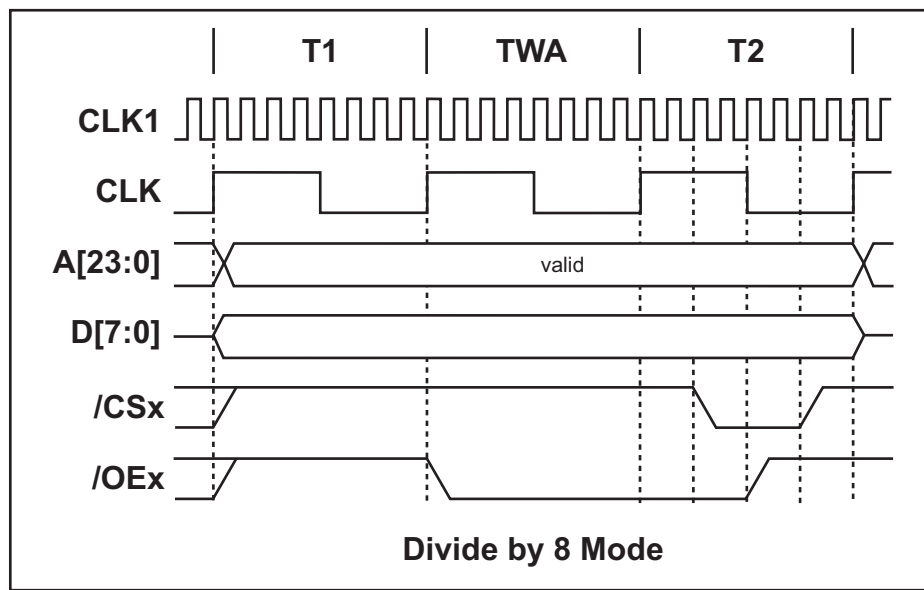 T1 TWA T2
CLK1
CLK
A[23:0] valid
D[7:0]
/CSx
/OEx
Divide by 8 Mode